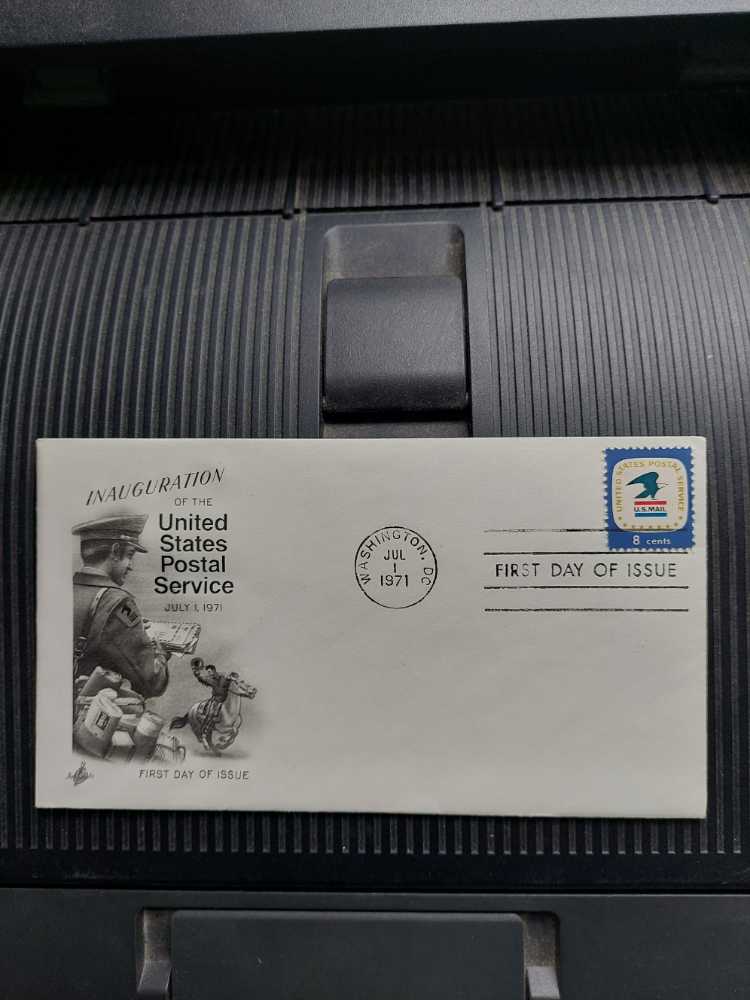 INAUGURATION
OF THE
United
States
Postal
Service
JULY 1, 1971
FIRST DAY OF ISSUE
WASHINGTON, DC
JUL
1
1971
UNITED STATES POSTAL SERVICE
U.S. MAIL
8 cents
FIRST DAY OF ISSUE